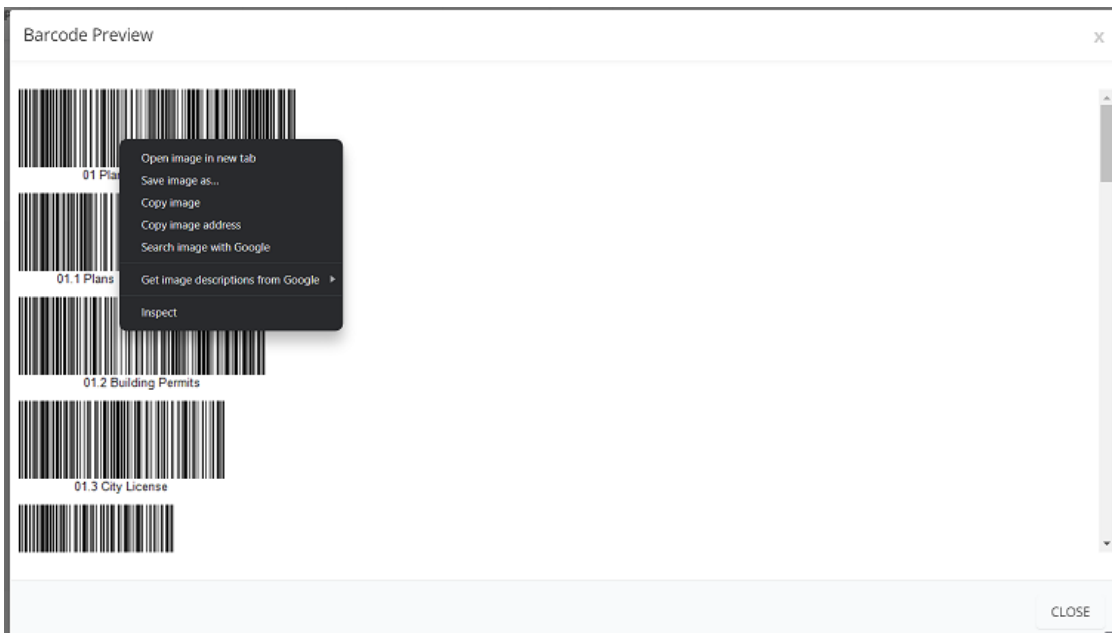 Barcode Preview
x
01
Open image in new tab
Save image as...
Copy image
Copy image address
Search image with Google
Get image descriptions from Google
Inspect
01.1 Plans
01.2 Building Permits
01.3 City License
CLOSE